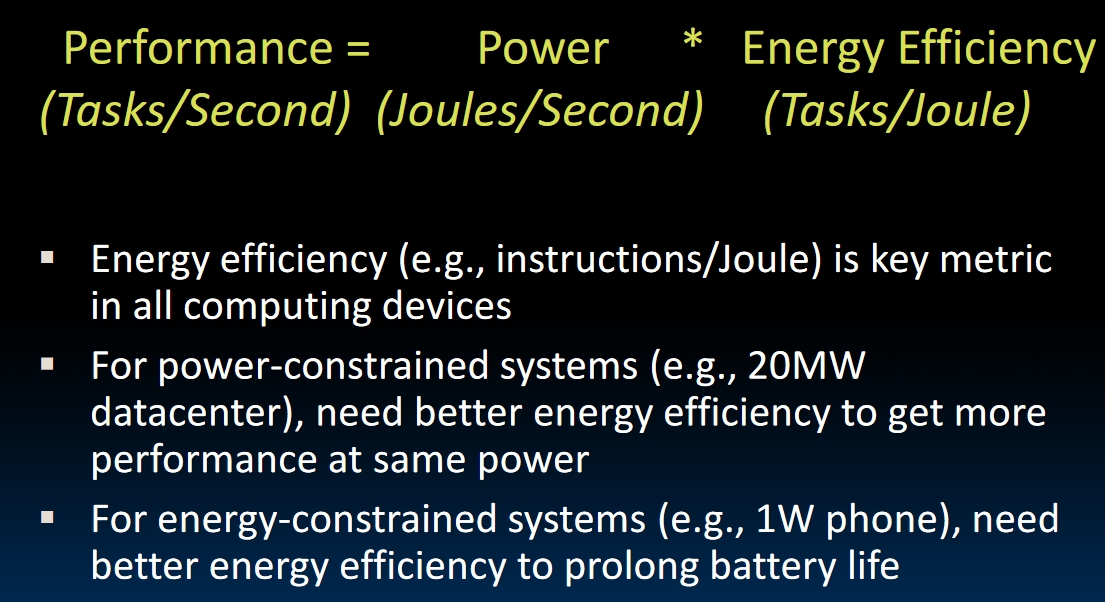 Performance = Power * Energy Efficiency
(Tasks/Second) (Joules/Second) (Tasks/Joule)
▪ Energy efficiency (e.g., instructions/Joule) is key metric
in all computing devices
▪ For power-constrained systems (e.g., 20MW
datacenter), need better energy efficiency to get more
performance at same power
▪ For energy-constrained systems (e.g., 1W phone), need
better energy efficiency to prolong battery life